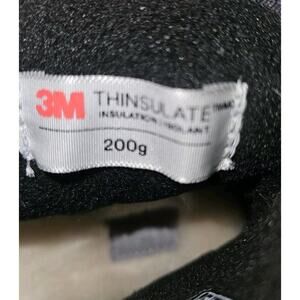 3M THINSULATE
INSULATION ISOLANT
200g